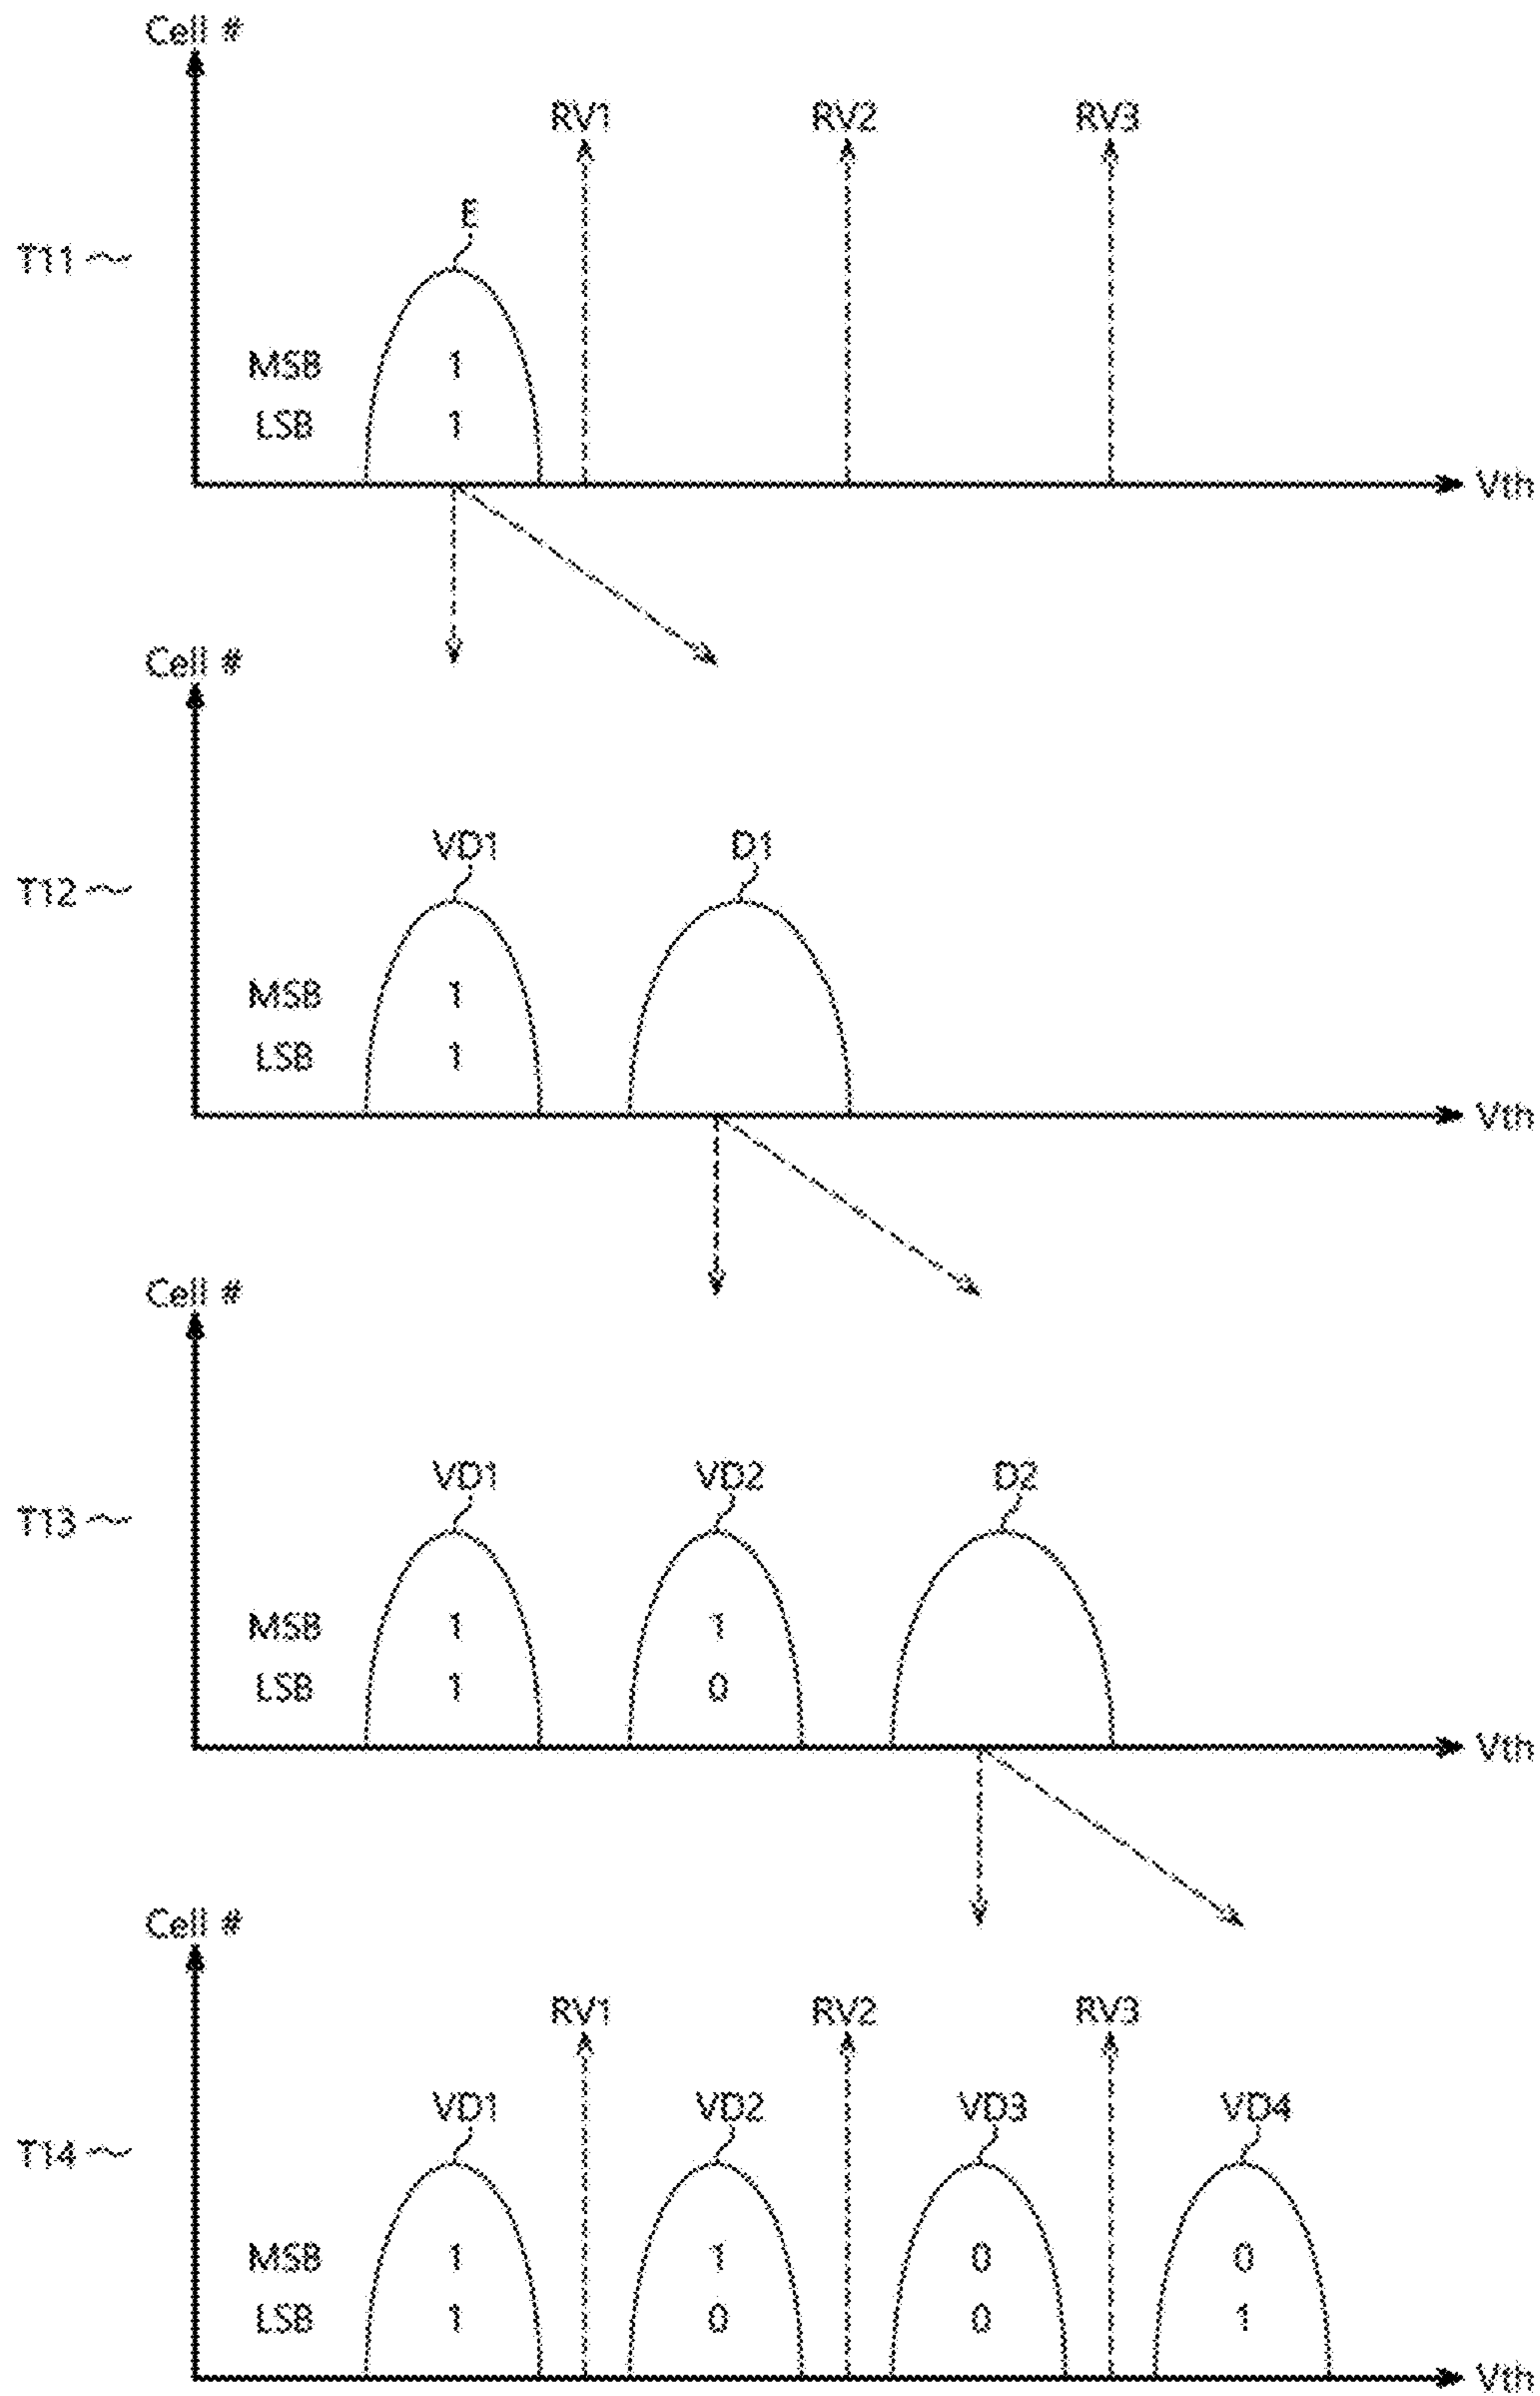 Cell #
RV1 RV2 RV3
E
T11
MSB 1
LSB 1
Vth
Cell #
VD1 D1
T12
MSB 1
LSB 1
Vth
Cell #
VD1 VD2 D2
T13
MSB 1 1
LSB 1 0
Vth
Cell #
RV1 RV2 RV3
VD1 VD2 VD3 VD4
T14
MSB 1 1 0 0
LSB 1 0 0 1
Vth